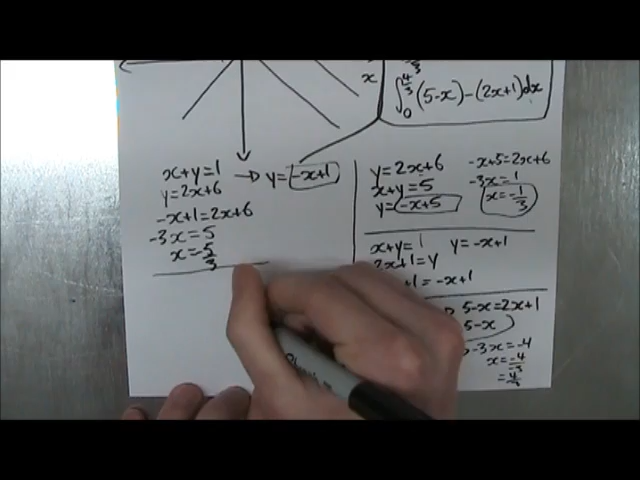 x
∫₀^{4/3} (5-x)-(2x+1)dx
x+y=1
→ y=-x+1
y=2x+6
-x+1=2x+6
-3x=5
x=-5/3
y=2x+6
x+y=5
y=-x+5
-x+5=2x+6
-3x=1
x=-1/3
x+y=1 y=-x+1
2x+1=y
+1=-x+1
5-x=2x+1
5-x
-3x=-4
x=-4/-3
=4/3